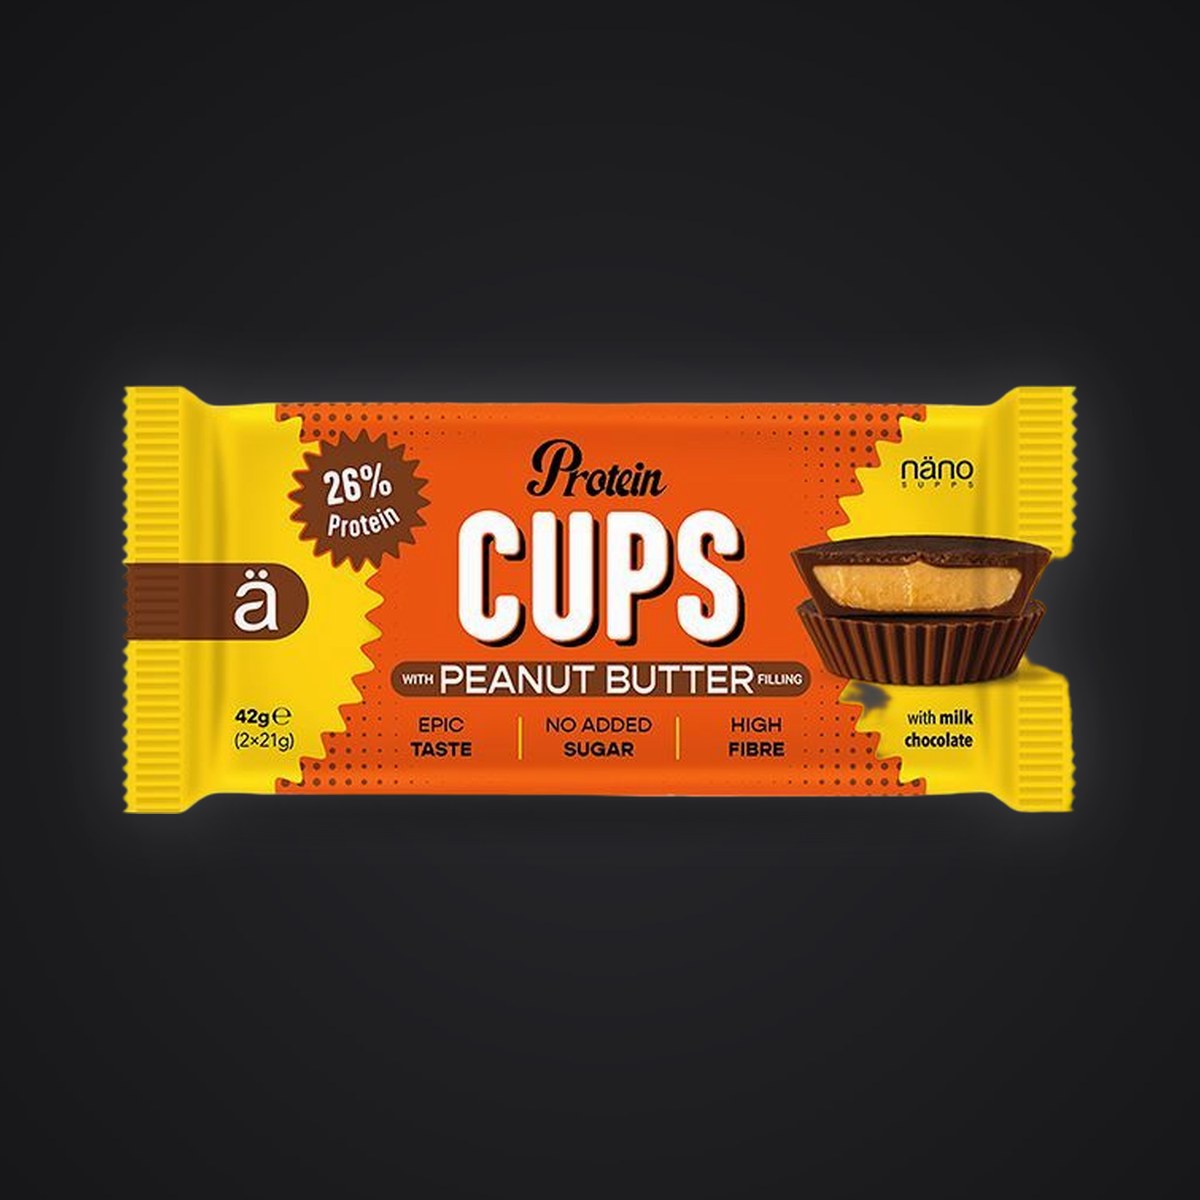 26%
Protein
ä
42g ℮
(2×21g)
Protein
CUPS
WITH PEANUT BUTTER FILLING
EPIC
TASTE
NO ADDED
SUGAR
HIGH
FIBRE
näno
SUPPS
with milk
chocolate